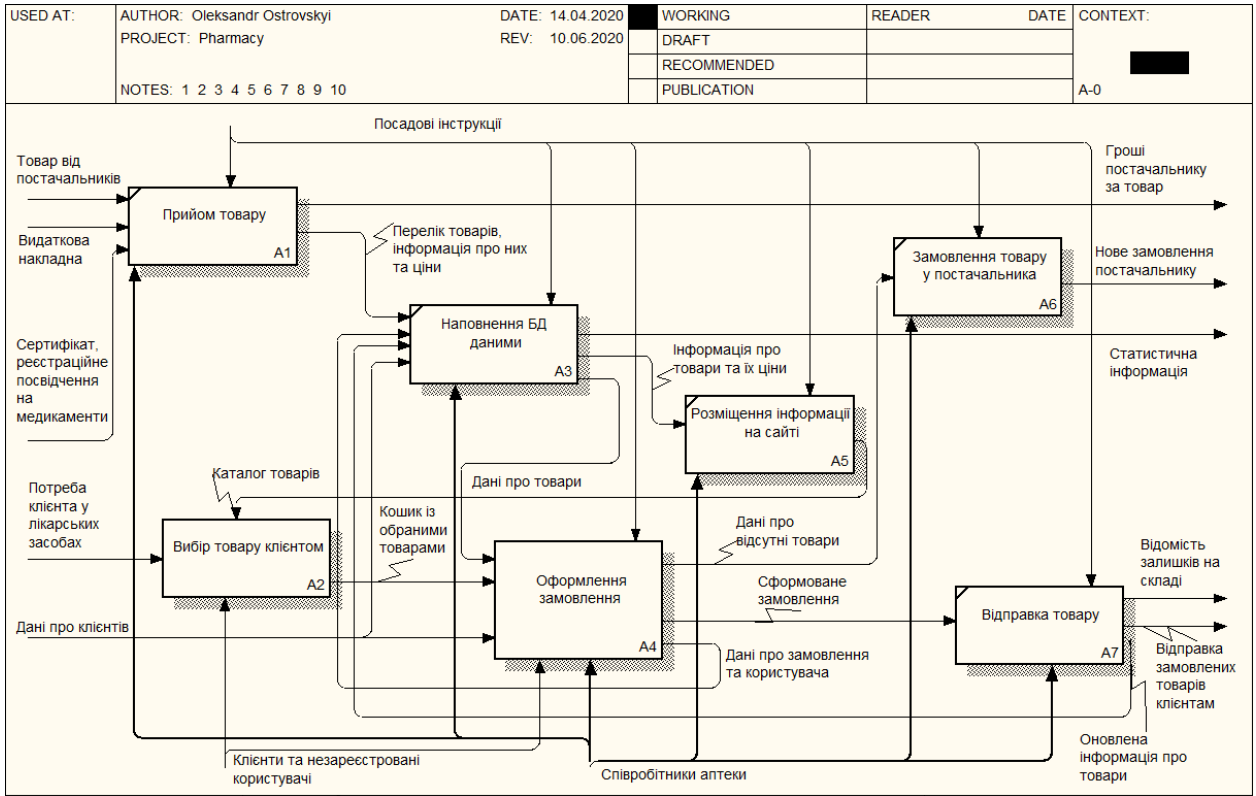 USED AT:
AUTHOR: Oleksandr Ostrovskyi
DATE: 14.04.2020
WORKING
READER
DATE
CONTEXT:
PROJECT: Pharmacy
REV: 10.06.2020
DRAFT
RECOMMENDED
NOTES: 1 2 3 4 5 6 7 8 9 10
PUBLICATION
A-0
Посадові інструкції
Товар від
постачальників
Гроші
постачальнику
за товар
Прийом товару
A1
Видаткова
накладна
Перелік товарів,
інформація про них
та ціни
Замовлення товару
у постачальника
A6
Нове замовлення
постачальнику
Наповнення БД
даними
A3
Сертифікат,
реєстраційне
посвідчення
на
медикаменти
Інформація про
товари та їх ціни
Статистична
інформація
Розміщення інформації
на сайті
A5
Каталог товарів
Дані про товари
Потреба
клієнта у
лікарських
засобах
Кошик із
обраними
товарами
Вибір товару клієнтом
A2
Дані про
відсутні товари
Оформлення
замовлення
A4
Сформоване
замовлення
Відомість
залишків на
складі
Відправка товару
A7
Дані про клієнтів
Дані про замовлення
та користувача
Відправка
замовлених
товарів
клієнтам
Оновлена
інформація про
товари
Клієнти та незареєстровані
користувачі
Співробітники аптеки